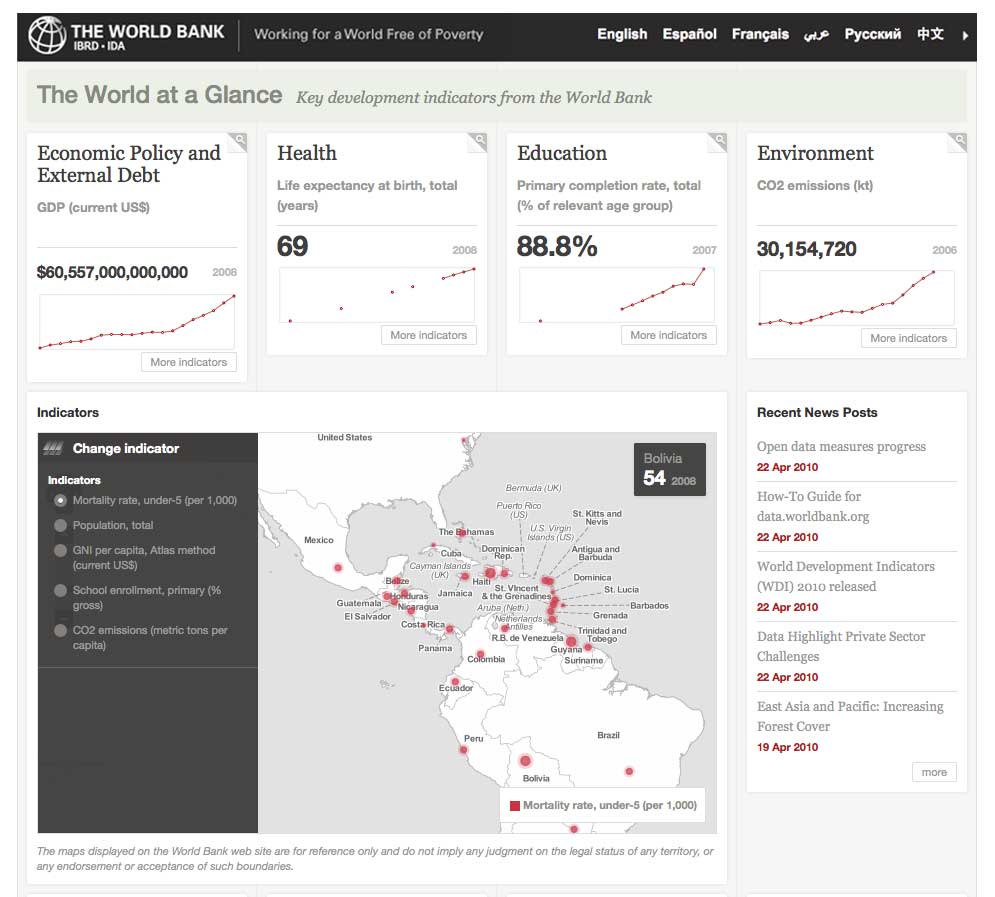 THE WORLD BANK
IBRD • IDA
Working for a World Free of Poverty
English Español Français عربي Русский 中文
The World at a Glance Key development indicators from the World Bank
Economic Policy and
External Debt
GDP (current US$)
$60,557,000,000,000 2008
More indicators
Health
Life expectancy at birth, total
(years)
69 2008
More indicators
Education
Primary completion rate, total
(% of relevant age group)
88.8% 2007
More indicators
Environment
CO2 emissions (kt)
30,154,720 2006
More indicators
Indicators
Change indicator
Indicators
Mortality rate, under-5 (per 1,000)
Population, total
GNI per capita, Atlas method
(current US$)
School enrollment, primary (%
gross)
CO2 emissions (metric tons per
capita)
United States
Bolivia
54 2008
Bermuda (UK)
Puerto Rico
(US)
St. Kitts and
Nevis
U.S. Virgin
Islands (US)
The Bahamas
Mexico
Cuba
Dominican
Rep.
Antigua and
Barbuda
Cayman Islands
(UK)
Haiti
Dominica
Belize
Jamaica
St. Vincent
& the Grenadines
St. Lucia
Guatemala
Honduras
Aruba (Neth.)
Barbados
El Salvador
Nicaragua
Netherlands
Antilles
Grenada
Costa Rica
R.B. de Venezuela
Trinidad and
Tobego
Panama
Guyana
Colombia
Suriname
Ecuador
Peru
Brazil
Bolivia
Mortality rate, under-5 (per 1,000)
The maps displayed on the World Bank web site are for reference only and do not imply any judgment on the legal status of any territory, or
any endorsement or acceptance of such boundaries.
Recent News Posts
Open data measures progress
22 Apr 2010
How-To Guide for
data.worldbank.org
22 Apr 2010
World Development Indicators
(WDI) 2010 released
22 Apr 2010
Data Highlight Private Sector
Challenges
22 Apr 2010
East Asia and Pacific: Increasing
Forest Cover
19 Apr 2010
more